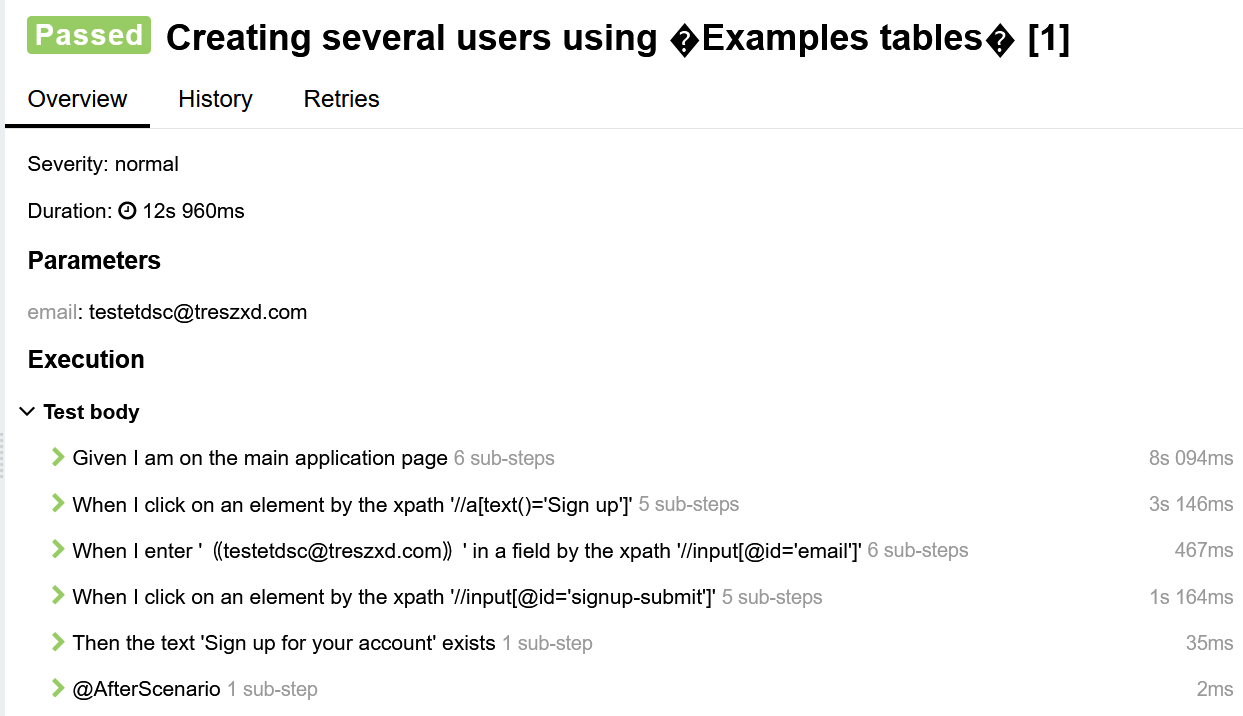 Passed Creating several users using �Examples tables� [1]
Overview History Retries
Severity: normal
Duration: 12s 960ms
Parameters
email: testetdsc@treszxd.com
Execution
Test body
Given I am on the main application page 6 sub-steps 8s 094ms
When I click on an element by the xpath '//a[text()='Sign up']' 5 sub-steps 3s 146ms
When I enter '｟testetdsc@treszxd.com｠' in a field by the xpath '//input[@id='email']' 6 sub-steps 467ms
When I click on an element by the xpath '//input[@id='signup-submit']' 5 sub-steps 1s 164ms
Then the text 'Sign up for your account' exists 1 sub-step 35ms
@AfterScenario 1 sub-step 2ms